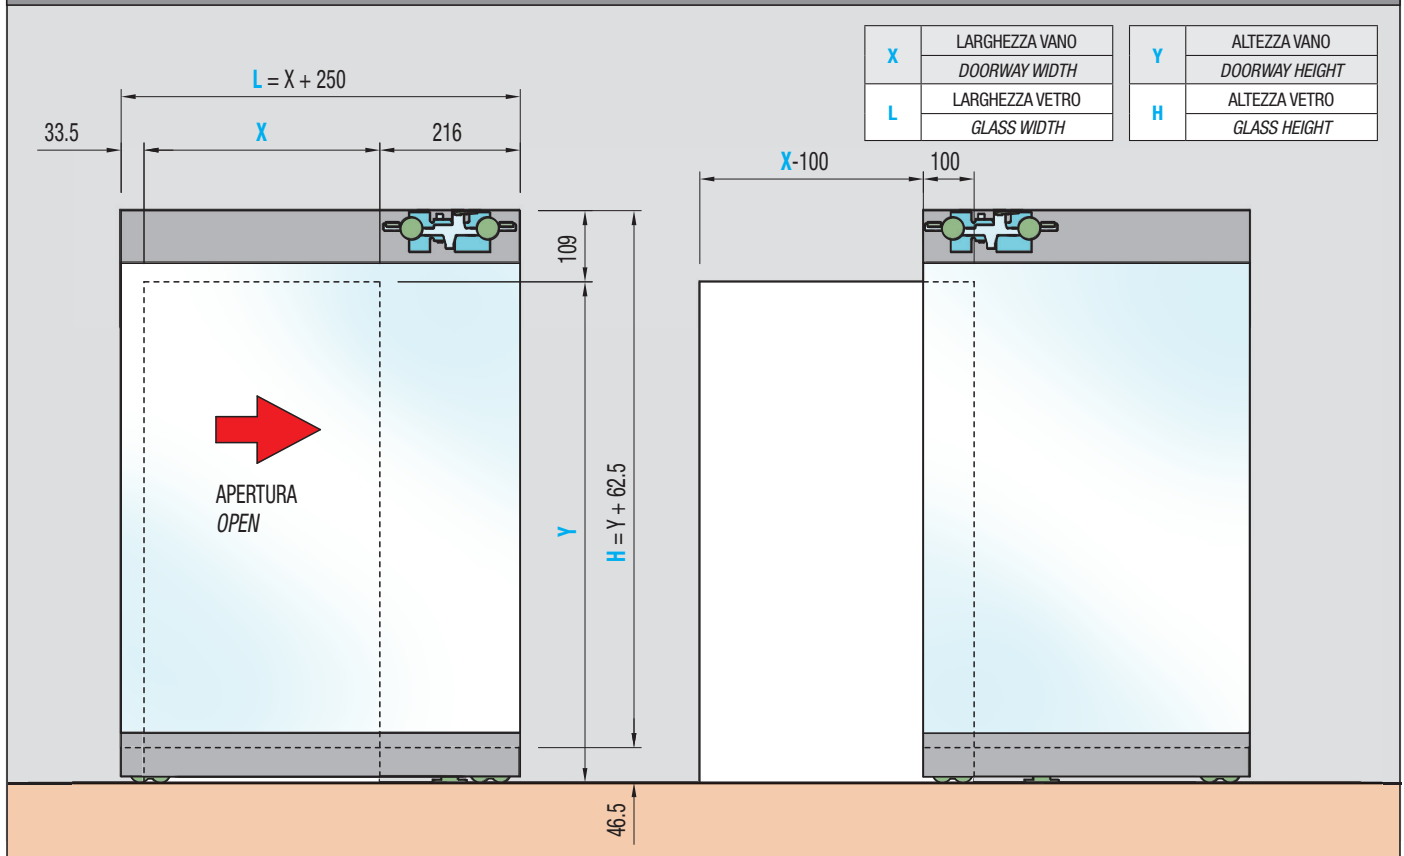 X
LARGHEZZA VANO
DOORWAY WIDTH
L
LARGHEZZA VETRO
GLASS WIDTH
Y
ALTEZZA VANO
DOORWAY HEIGHT
H
ALTEZZA VETRO
GLASS HEIGHT
L = X + 250
33.5
X
216
X-100
100
109
H = Y + 62.5
Y
APERTURA
OPEN
46.5